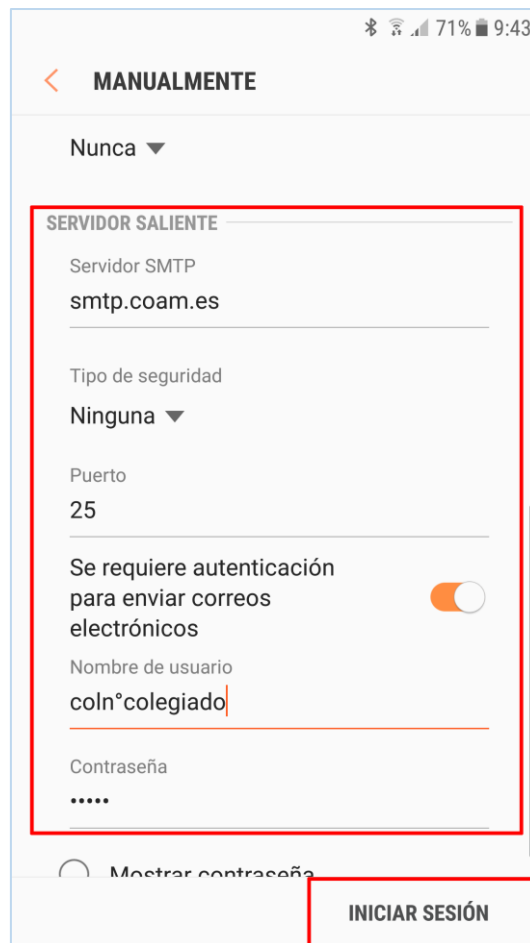 71% 9:43
MANUALMENTE
Nunca
SERVIDOR SALIENTE
Servidor SMTP
smtp.coam.es
Tipo de seguridad
Ninguna
Puerto
25
Se requiere autenticación
para enviar correos
electrónicos
Nombre de usuario
coln°colegiado
Contraseña
•••••
Mostrar contraseña
INICIAR SESIÓN